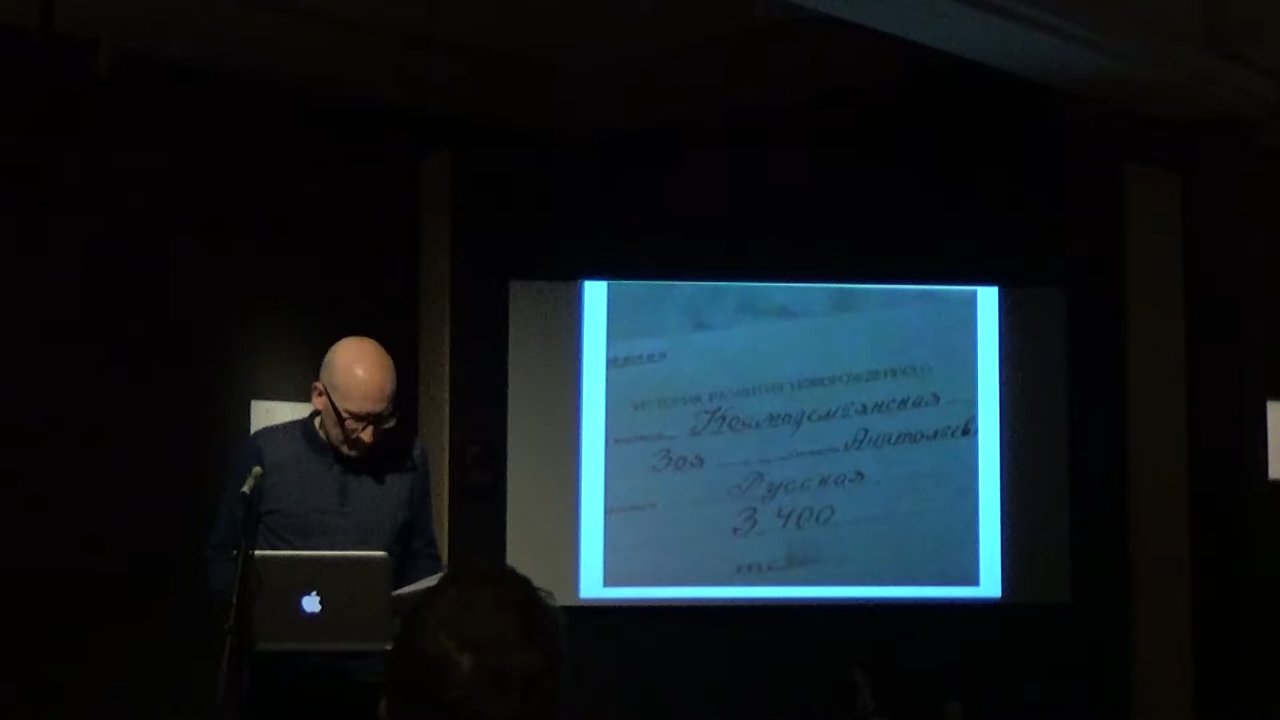 ИСТОРИЯ РАЗВИТИЯ НОВОРОЖДЕННОГО
Космодемьянская
Зоя Анатольев
Русская
3.400